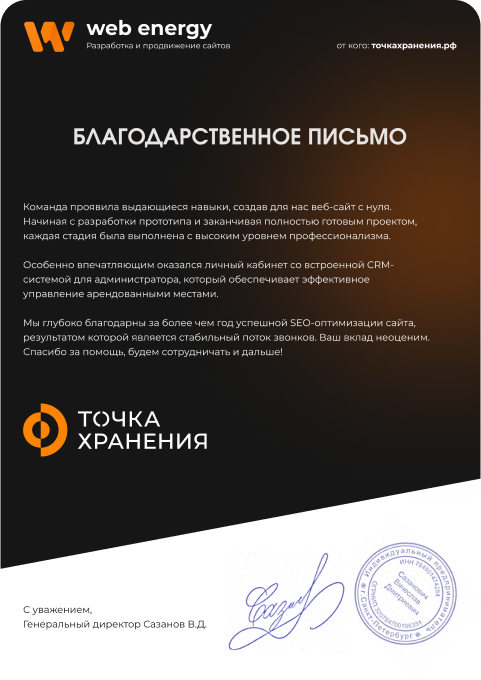 web energy
Разработка и продвижение сайтов
от кого: точкахранения.рф
БЛАГОДАРСТВЕННОЕ ПИСЬМО
Команда проявила выдающиеся навыки, создав для нас веб-сайт с нуля.
Начиная с разработки прототипа и заканчивая полностью готовым проектом,
каждая стадия была выполнена с высоким уровнем профессионализма.
Особенно впечатляющим оказался личный кабинет со встроенной CRM-
системой для администратора, который обеспечивает эффективное
управление арендованными местами.
Мы глубоко благодарны за более чем год успешной SEO-оптимизации сайта,
результатом которой является стабильный поток звонков. Ваш вклад неоценим.
Спасибо за помощь, будем сотрудничать и дальше!
ТОЧКА
ХРАНЕНИЯ
С уважением,
Генеральный директор Сазанов В.Д.
Индивидуальный предприниматель
г.Санкт-Петербург
Вячеслав
Дмитриевич